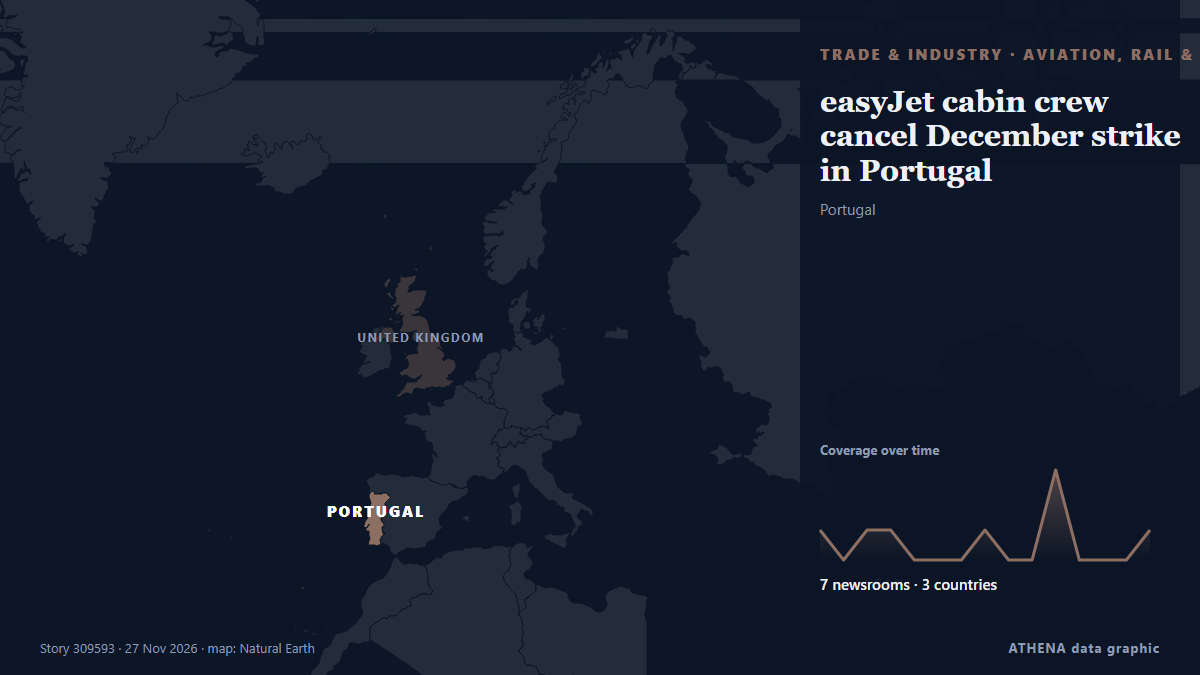 TRADE & INDUSTRY · AVIATION, RAIL &
easyJet cabin crew
cancel December strike
in Portugal
Portugal
UNITED KINGDOM
PORTUGAL
Coverage over time
7 newsrooms · 3 countries
Story 309593 · 27 Nov 2026 · map: Natural Earth
ATHENA data graphic